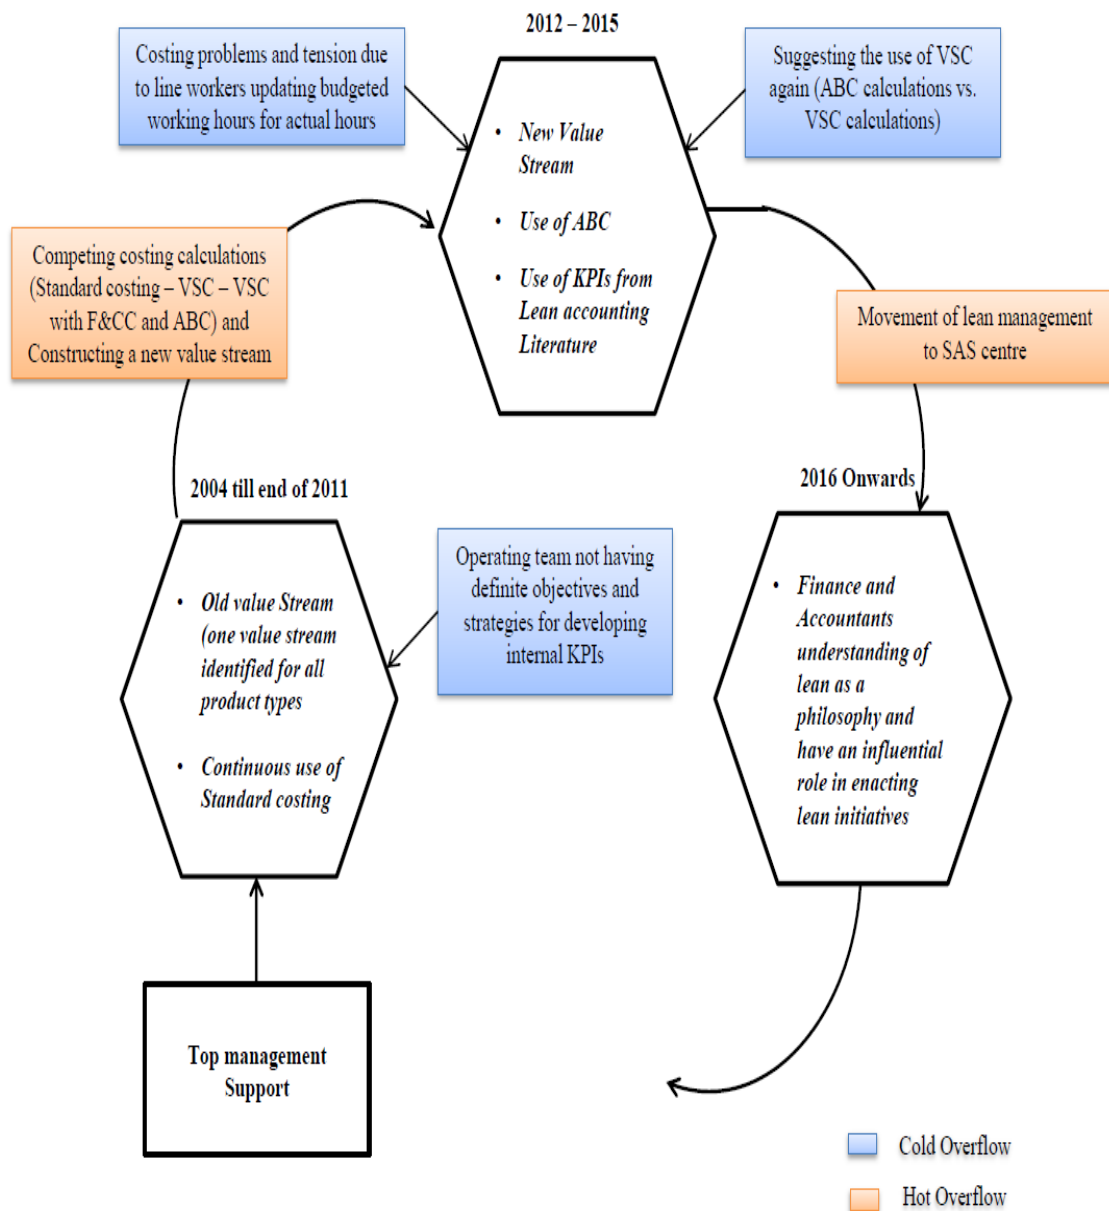 2012 – 2015
Costing problems and tension due
to line workers updating budgeted
working hours for actual hours
Suggesting the use of VSC
again (ABC calculations vs.
VSC calculations)
• New Value
Stream
• Use of ABC
• Use of KPIs from
Lean accounting
Literature
Competing costing calculations
(Standard costing – VSC – VSC
with F&CC and ABC) and
Constructing a new value stream
Movement of lean management
to SAS centre
2004 till end of 2011
2016 Onwards
• Old value Stream
(one value stream
identified for all
product types
• Continuous use of
Standard costing
Operating team not having
definite objectives and
strategies for developing
internal KPIs
• Finance and
Accountants
understanding of
lean as a
philosophy and
have an influential
role in enacting
lean initiatives
Top management
Support
Cold Overflow
Hot Overflow